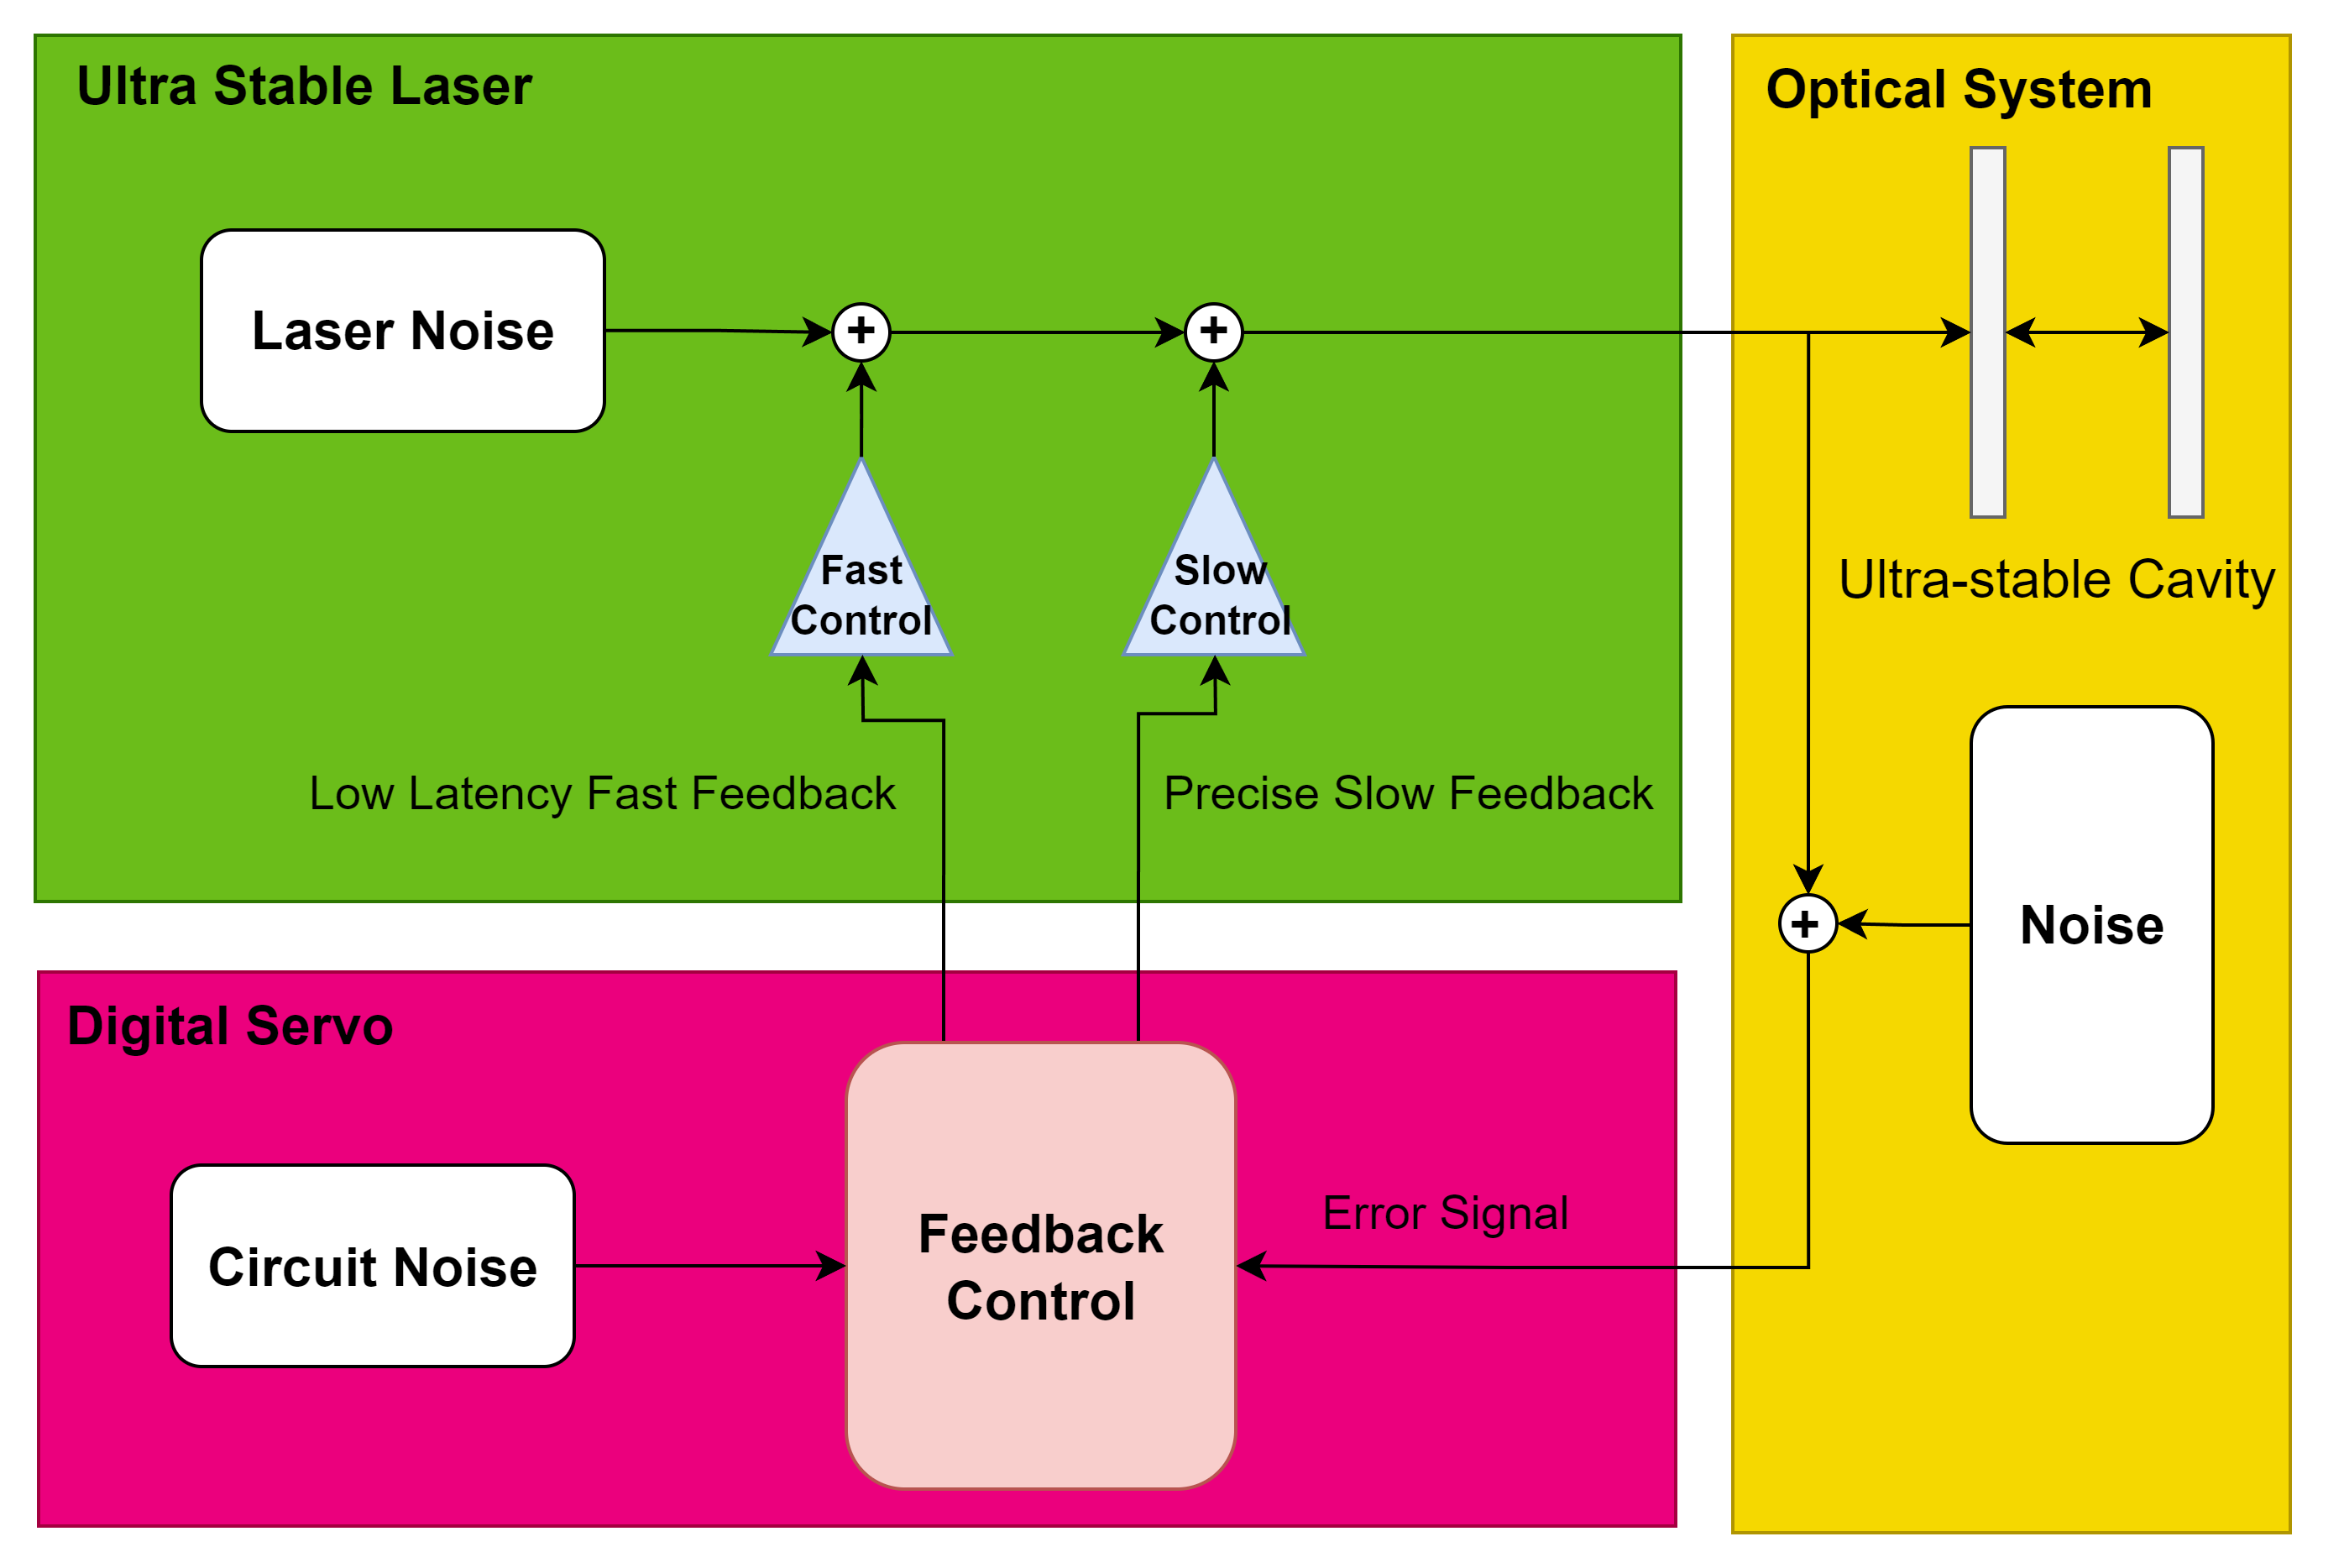 Ultra Stable Laser
Optical System
Laser Noise
+
+
Fast
Control
Slow
Control
Ultra-stable Cavity
Low Latency Fast Feedback
Precise Slow Feedback
+
Noise
Digital Servo
Circuit Noise
Feedback
Control
Error Signal